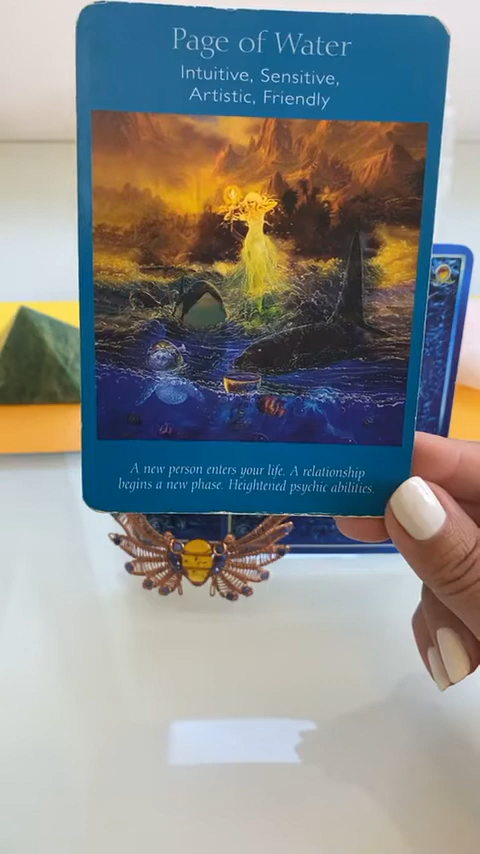 Page of Water
Intuitive, Sensitive,
Artistic, Friendly
A new person enters your life. A relationship
begins a new phase. Heightened psychic abilities.